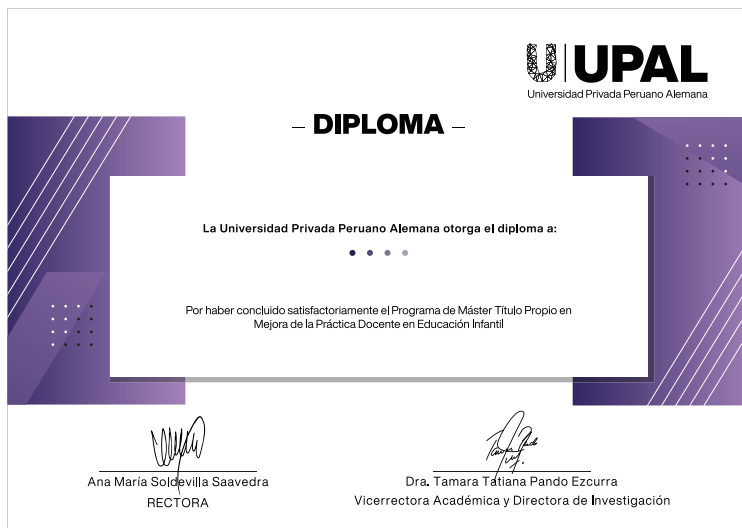 UPAL
Universidad Privada Peruano Alemana
– DIPLOMA –
La Universidad Privada Peruano Alemana otorga el diploma a:
Por haber concluido satisfactoriamente el Programa de Máster Título Propio en
Mejora de la Práctica Docente en Educación Infantil
Ana María Soldevilla Saavedra
RECTORA
Dra. Tamara Tatiana Pando Ezcurra
Vicerrectora Académica y Directora de Investigación